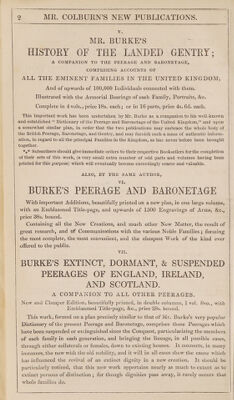 2 MR. COLBURN'S NEW PUBLICATIONS.
V.
MR. BURKE'S
HISTORY OF THE LANDED GENTRY;
A COMPANION TO THE PEERAGE AND BARONETAGE,
COMPRISING ACCOUNTS OF
ALL THE EMINENT FAMILIES IN THE UNITED KINGDOM,
And of upwards of 100,000 Individuals connected with them.
Illustrated with the Armorial Bearings of each Family, Portraits, &c.
Complete in 4 vols., price 18s. each; or in 16 parts, price 4s. 6d. each.
This important work has been undertaken by Mr. Burke as a companion to his well-known
and established "Dictionary of the Peerage and Baronetage of the United Kingdom," and upon
a somewhat similar plan, in order that the two publications may embrace the whole body of
the British Peerage, Baronetage, and Gentry, and may furnish such a mass of authentic inform-
ation, in regard to all the principal Families in the Kingdom, as has never before been brought
together.
*⁎* Subscribers should give immediate orders to their respective Booksellers for the completion
of their sets of this work, a very small extra number of odd parts and volumes having been
printed for this purpose; which will eventually become exceedingly scarce and valuable.
ALSO, BY THE SAME AUTHOR,
VI.
BURKE'S PEERAGE AND BARONETAGE
With important Additions, beautifully printed on a new plan, in one large volume,
with an Emblazoned Title-page, and upwards of 1,500 Engravings of Arms, &c.,
price 38s. bound.
Containing all the New Creations, and much other New Matter, the result of
great research, and of Communications with the various Noble Families; forming
the most complete, the most convenient, and the cheapest Work of the kind ever
offered to the public.
VII.
BURKE'S EXTINCT, DORMANT, & SUSPENDED
PEERAGES OF ENGLAND, IRELAND,
AND SCOTLAND.
A COMPANION TO ALL OTHER PEERAGES.
New and Cheaper Edition, beautifully printed, in double columns, 1 vol. 8vo., with
Emblazoned Title-page, &c., price 28s. bound.
This work, formed on a plan precisely similar to that of Mr. Burke's very popular
Dictionary of the present Peerage and Baronetage, comprises those Peerages which
have been suspended or extinguished since the Conquest, particularizing the members
of each family in each generation, and bringing the lineage, in all possible cases,
through either collaterals or females, down to existing houses. It connects, in many
instances, the new with the old nobility, and it will in all cases shew the cause which
has influenced the revival of an extinct dignity in a new creation. It should be
particularly noticed, that this new work appertains nearly as much to extant as to
extinct persons of distinction; for though dignities pass away, it rarely occurs that
whole families do.